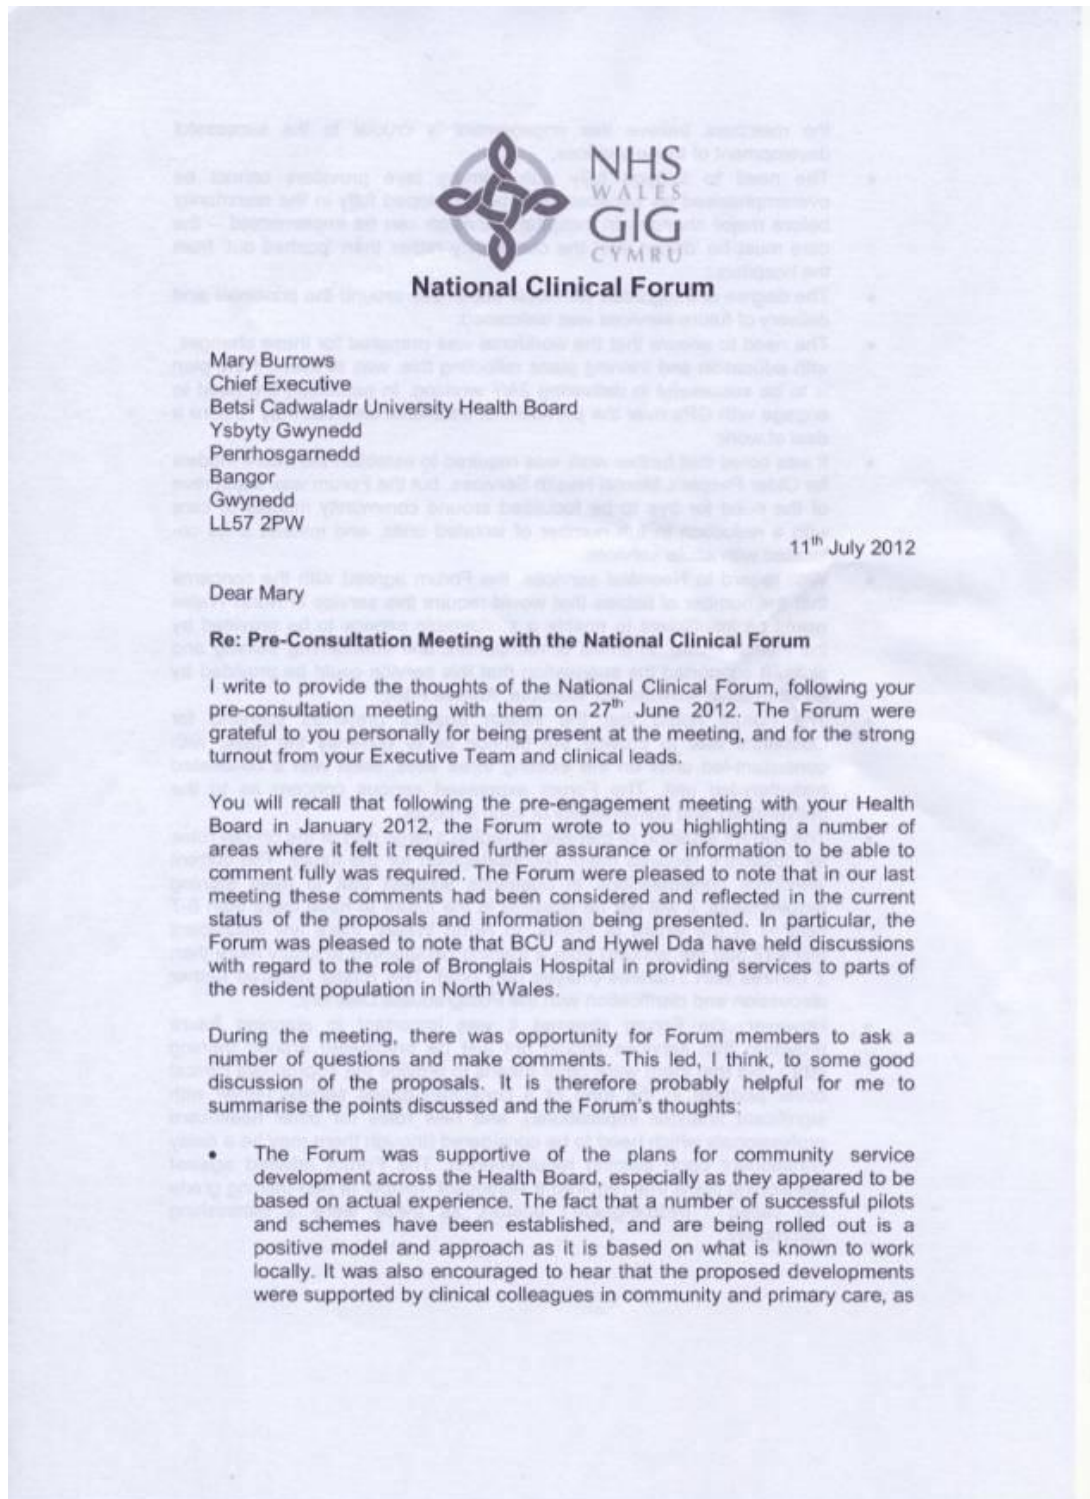 NHS
WALES
GIG
CYMRU
National Clinical Forum
Mary Burrows
Chief Executive
Betsi Cadwaladr University Health Board
Ysbyty Gwynedd
Penrhosgarnedd
Bangor
Gwynedd
LL57 2PW
11th July 2012
Dear Mary
Re: Pre-Consultation Meeting with the National Clinical Forum
I write to provide the thoughts of the National Clinical Forum, following your
pre-consultation meeting with them on 27th June 2012. The Forum were
grateful to you personally for being present at the meeting, and for the strong
turnout from your Executive Team and clinical leads.
You will recall that following the pre-engagement meeting with your Health
Board in January 2012, the Forum wrote to you highlighting a number of
areas where it felt it required further assurance or information to be able to
comment fully was required. The Forum were pleased to note that in our last
meeting these comments had been considered and reflected in the current
status of the proposals and information being presented. In particular, the
Forum was pleased to note that BCU and Hywel Dda have held discussions
with regard to the role of Bronglais Hospital in providing services to parts of
the resident population in North Wales.
During the meeting, there was opportunity for Forum members to ask a
number of questions and make comments. This led, I think, to some good
discussion of the proposals. It is therefore probably helpful for me to
summarise the points discussed and the Forum's thoughts:
• The Forum was supportive of the plans for community service
development across the Health Board, especially as they appeared to be
based on actual experience. The fact that a number of successful pilots
and schemes have been established, and are being rolled out is a
positive model and approach as it is based on what is known to work
locally. It was also encouraged to hear that the proposed developments
were supported by clinical colleagues in community and primary care, as